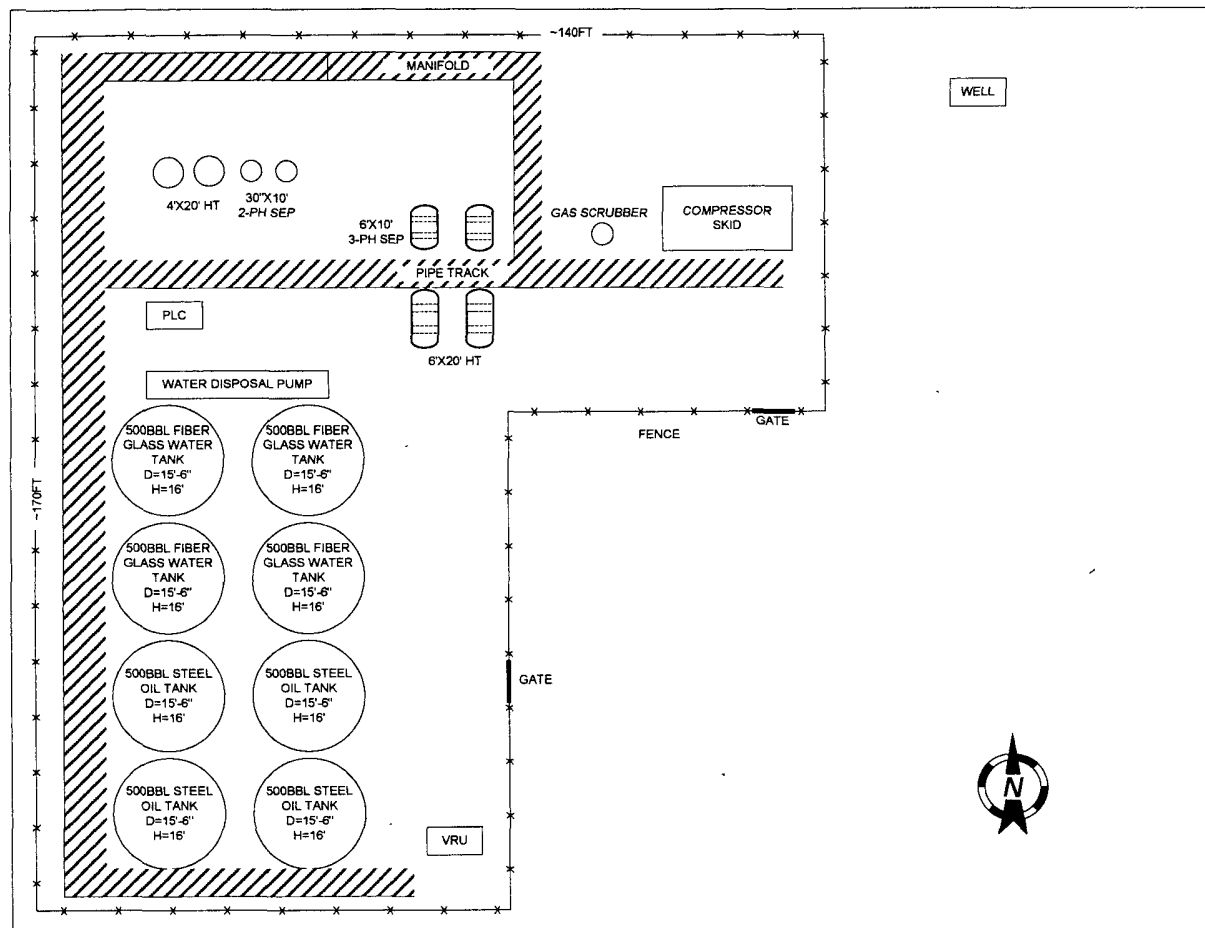 ~140FT
MANIFOLD
WELL
4'X20' HT
30"X10'
2-PH SEP
6'X10'
3-PH SEP
GAS SCRUBBER
COMPRESSOR
SKID
PIPE TRACK
PLC
6'X20' HT
WATER DISPOSAL PUMP
GATE
FENCE
~170FT
500BBL FIBER
GLASS WATER
TANK
D=15'-6"
H=16'
500BBL FIBER
GLASS WATER
TANK
D=15'-6"
H=16'
500BBL FIBER
GLASS WATER
TANK
D=15'-6"
H=16'
500BBL FIBER
GLASS WATER
TANK
D=15'-6"
H=16'
500BBL STEEL
OIL TANK
D=15'-6"
H=16'
500BBL STEEL
OIL TANK
D=15'-6"
H=16'
GATE
500BBL STEEL
OIL TANK
D=15'-6"
H=16'
500BBL STEEL
OIL TANK
D=15'-6"
H=16'
VRU
N